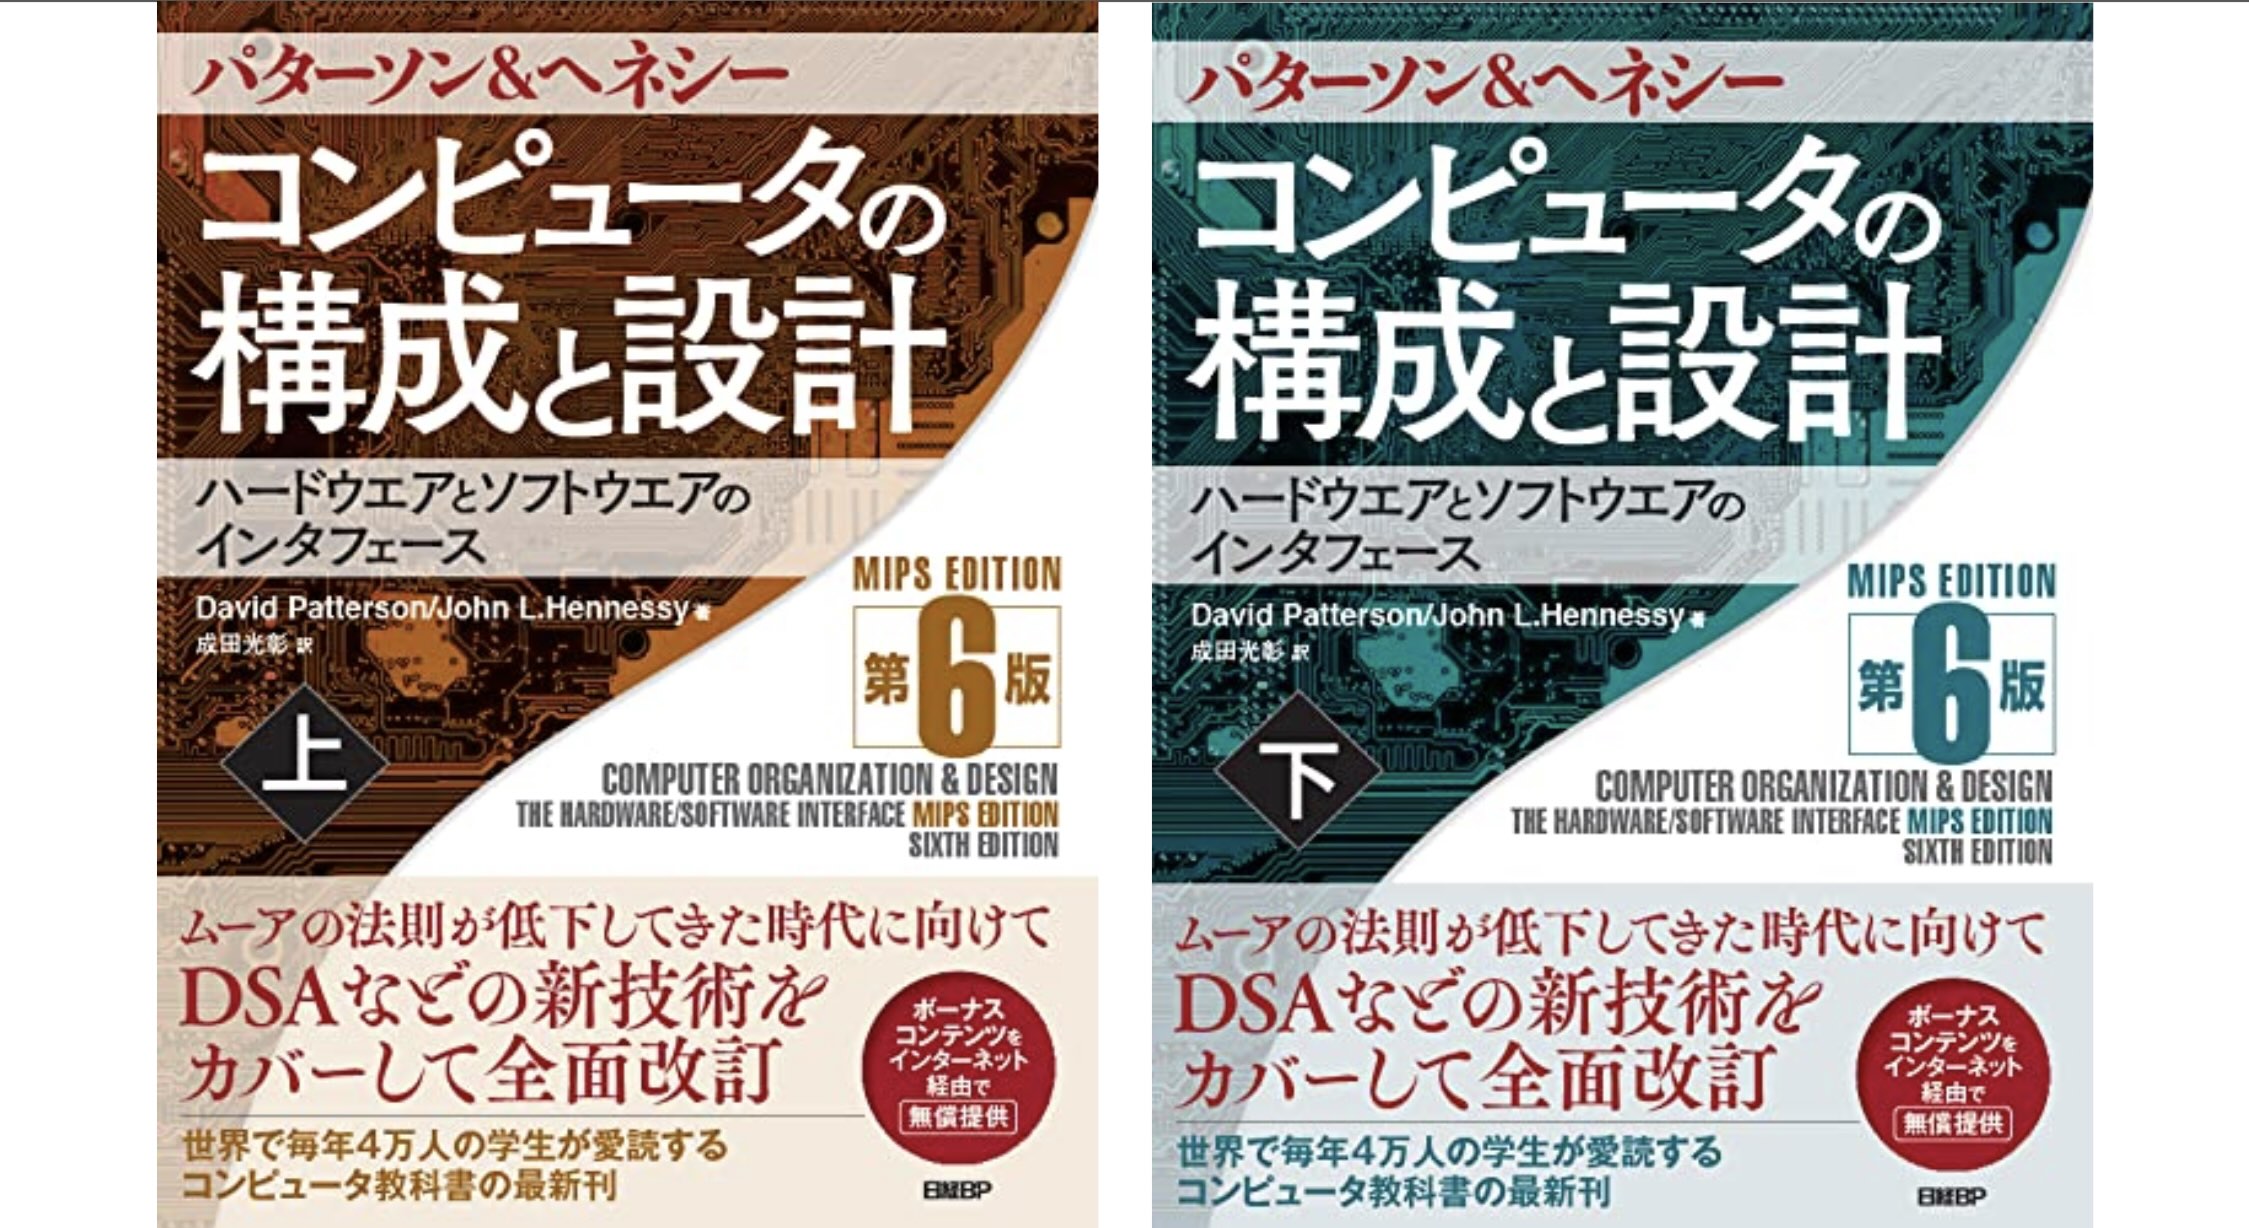 パターソン&ヘネシー
コンピュータの
構成と設計
ハードウエアとソフトウエアの
インタフェース
David Patterson/John L.Hennessy 著
成田光彰 訳
上
MIPS EDITION
第6版
COMPUTER ORGANIZATION & DESIGN
THE HARDWARE/SOFTWARE INTERFACE MIPS EDITION
SIXTH EDITION
ムーアの法則が低下してきた時代に向けて
DSAなどの新技術を
カバーして全面改訂
世界で毎年4万人の学生が愛読する
コンピュータ教科書の最新刊
ボーナス
コンテンツを
インターネット
経由で
無償提供
日経BP
パターソン&ヘネシー
コンピュータの
構成と設計
ハードウエアとソフトウエアの
インタフェース
David Patterson/John L.Hennessy 著
成田光彰 訳
下
MIPS EDITION
第6版
COMPUTER ORGANIZATION & DESIGN
THE HARDWARE/SOFTWARE INTERFACE MIPS EDITION
SIXTH EDITION
ムーアの法則が低下してきた時代に向けて
DSAなどの新技術を
カバーして全面改訂
世界で毎年4万人の学生が愛読する
コンピュータ教科書の最新刊
ボーナス
コンテンツを
インターネット
経由で
無償提供
日経BP